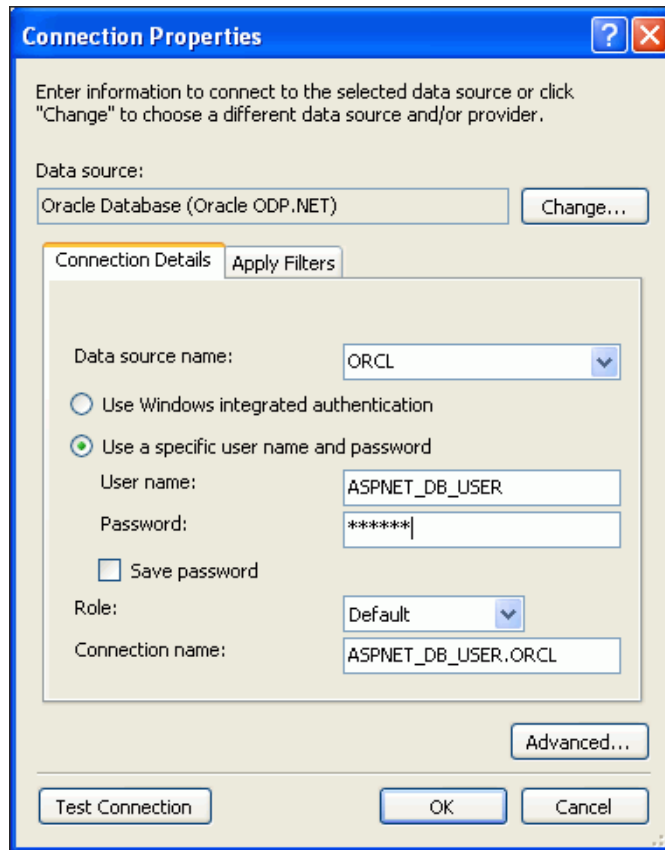 Connection Properties
Enter information to connect to the selected data source or click
"Change" to choose a different data source and/or provider.
Data source:
Oracle Database (Oracle ODP.NET)
Change...
Connection Details
Apply Filters
Data source name:
ORCL
Use Windows integrated authentication
Use a specific user name and password
User name:
ASPNET_DB_USER
Password:
******
Save password
Role:
Default
Connection name:
ASPNET_DB_USER.ORCL
Advanced...
Test Connection
OK
Cancel